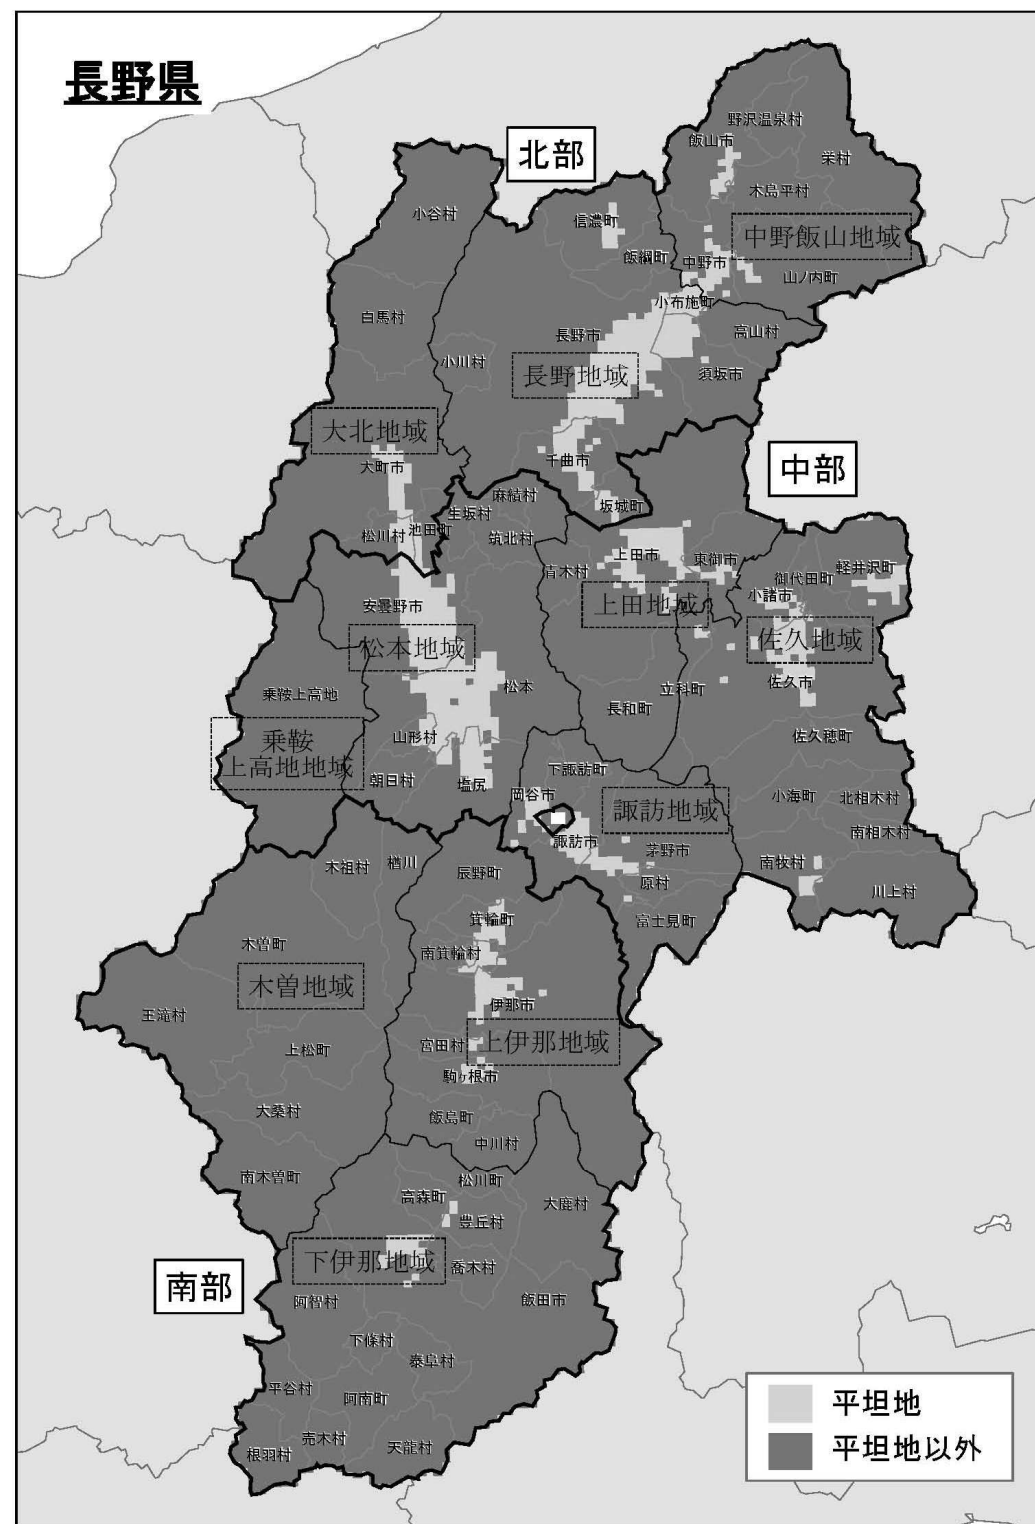 長野県
北部
野沢温泉村
飯山市
栄村
木島平村
小谷村
信濃町
中野飯山地域
飯綱町
中野市
山ノ内町
小布施町
白馬村
長野市
高山村
小川村
長野地域
須坂市
大北地域
千曲市
中部
大町市
麻績村
坂城町
生坂村
池田町
松川村
筑北村
上田市
東御市
青木村
御代田町
軽井沢町
小諸市
安曇野市
上田地域
松本地域
佐久地域
佐久市
乗鞍上高地
松本
立科町
長和町
乗鞍
上高地地域
山形村
佐久穂町
朝日村
塩尻
下諏訪町
岡谷市
諏訪地域
小海町
北相木村
諏訪市
南相木村
茅野市
木祖村
楢川
辰野町
原村
南牧村
川上村
箕輪町
富士見町
木曽町
南箕輪村
木曽地域
伊那市
王滝村
上伊那地域
宮田村
上松町
駒ヶ根市
大桑村
飯島町
中川村
南木曽町
松川町
高森町
大鹿村
豊丘村
下伊那地域
喬木村
南部
阿智村
飯田市
下條村
泰阜村
平谷村
阿南町
売木村
天龍村
根羽村
平坦地
平坦地以外